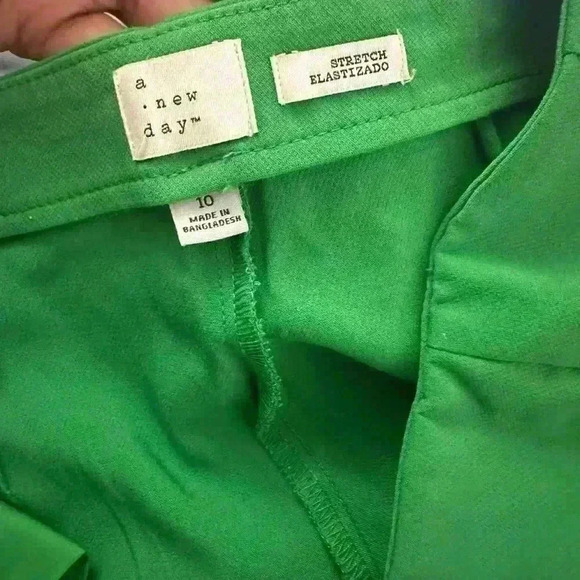 a
.new
day™
STRETCH
ELASTIZADO
10
MADE IN
BANGLADESH